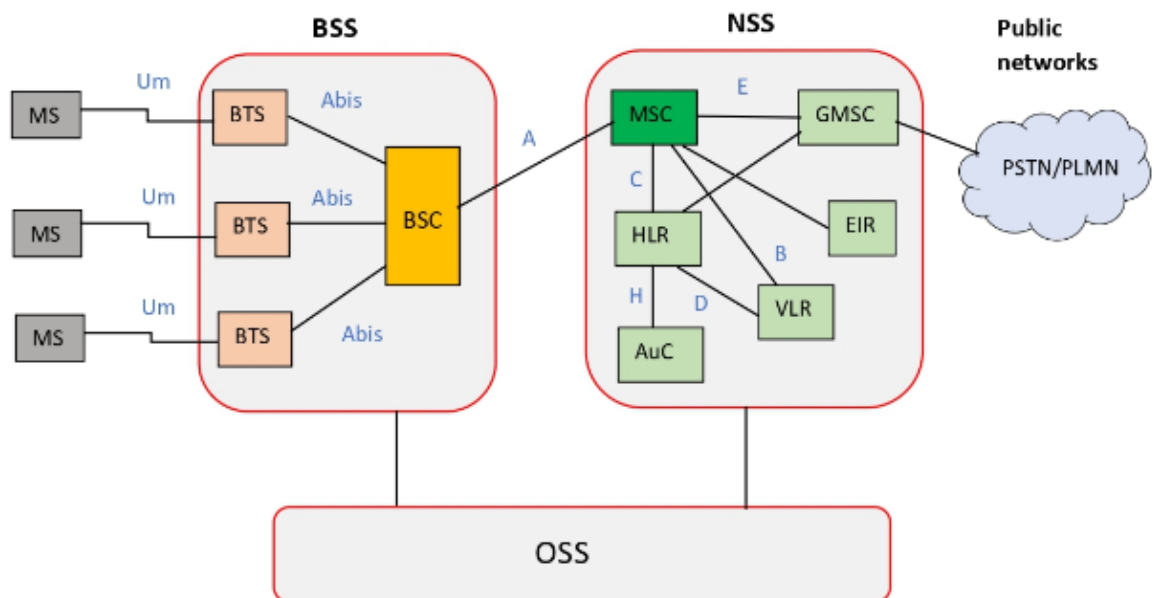 BSS
NSS
Public
networks
Um
Abis
MS
BTS
A
MSC
E
GMSC
PSTN/PLMN
Um
Abis
MS
BTS
BSC
C
HLR
EIR
B
Um
Abis
MS
BTS
H
D
VLR
AuC
OSS